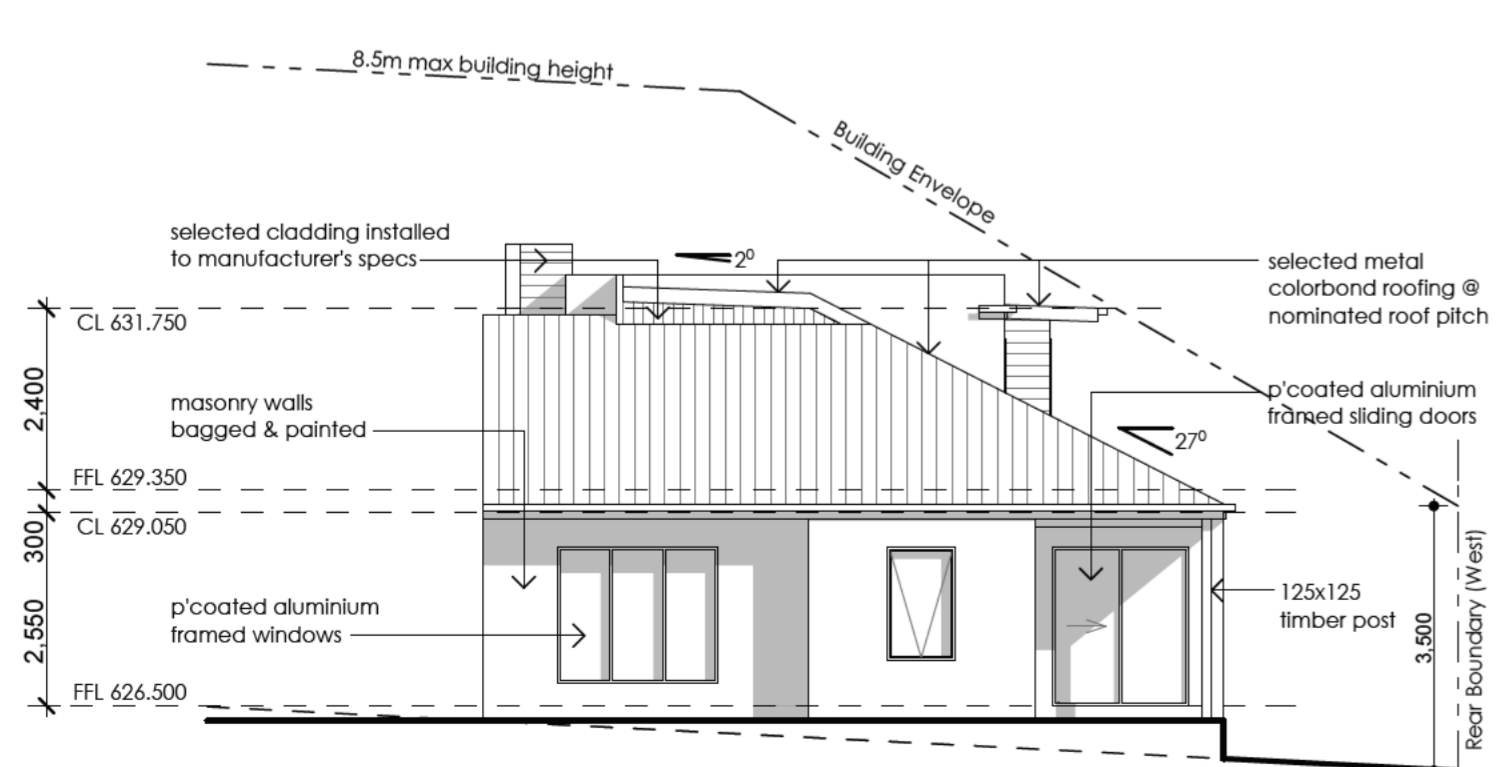 8.5m max building height
Building Envelope
selected cladding installed
to manufacturer's specs
2⁰
selected metal
colorbond roofing @
nominated roof pitch
CL 631.750
2,400
masonry walls
bagged & painted
p'coated aluminium
framed sliding doors
27⁰
FFL 629.350
300
CL 629.050
p'coated aluminium
framed windows
125x125
timber post
2,550
3,500
Rear Boundary (West)
FFL 626.500